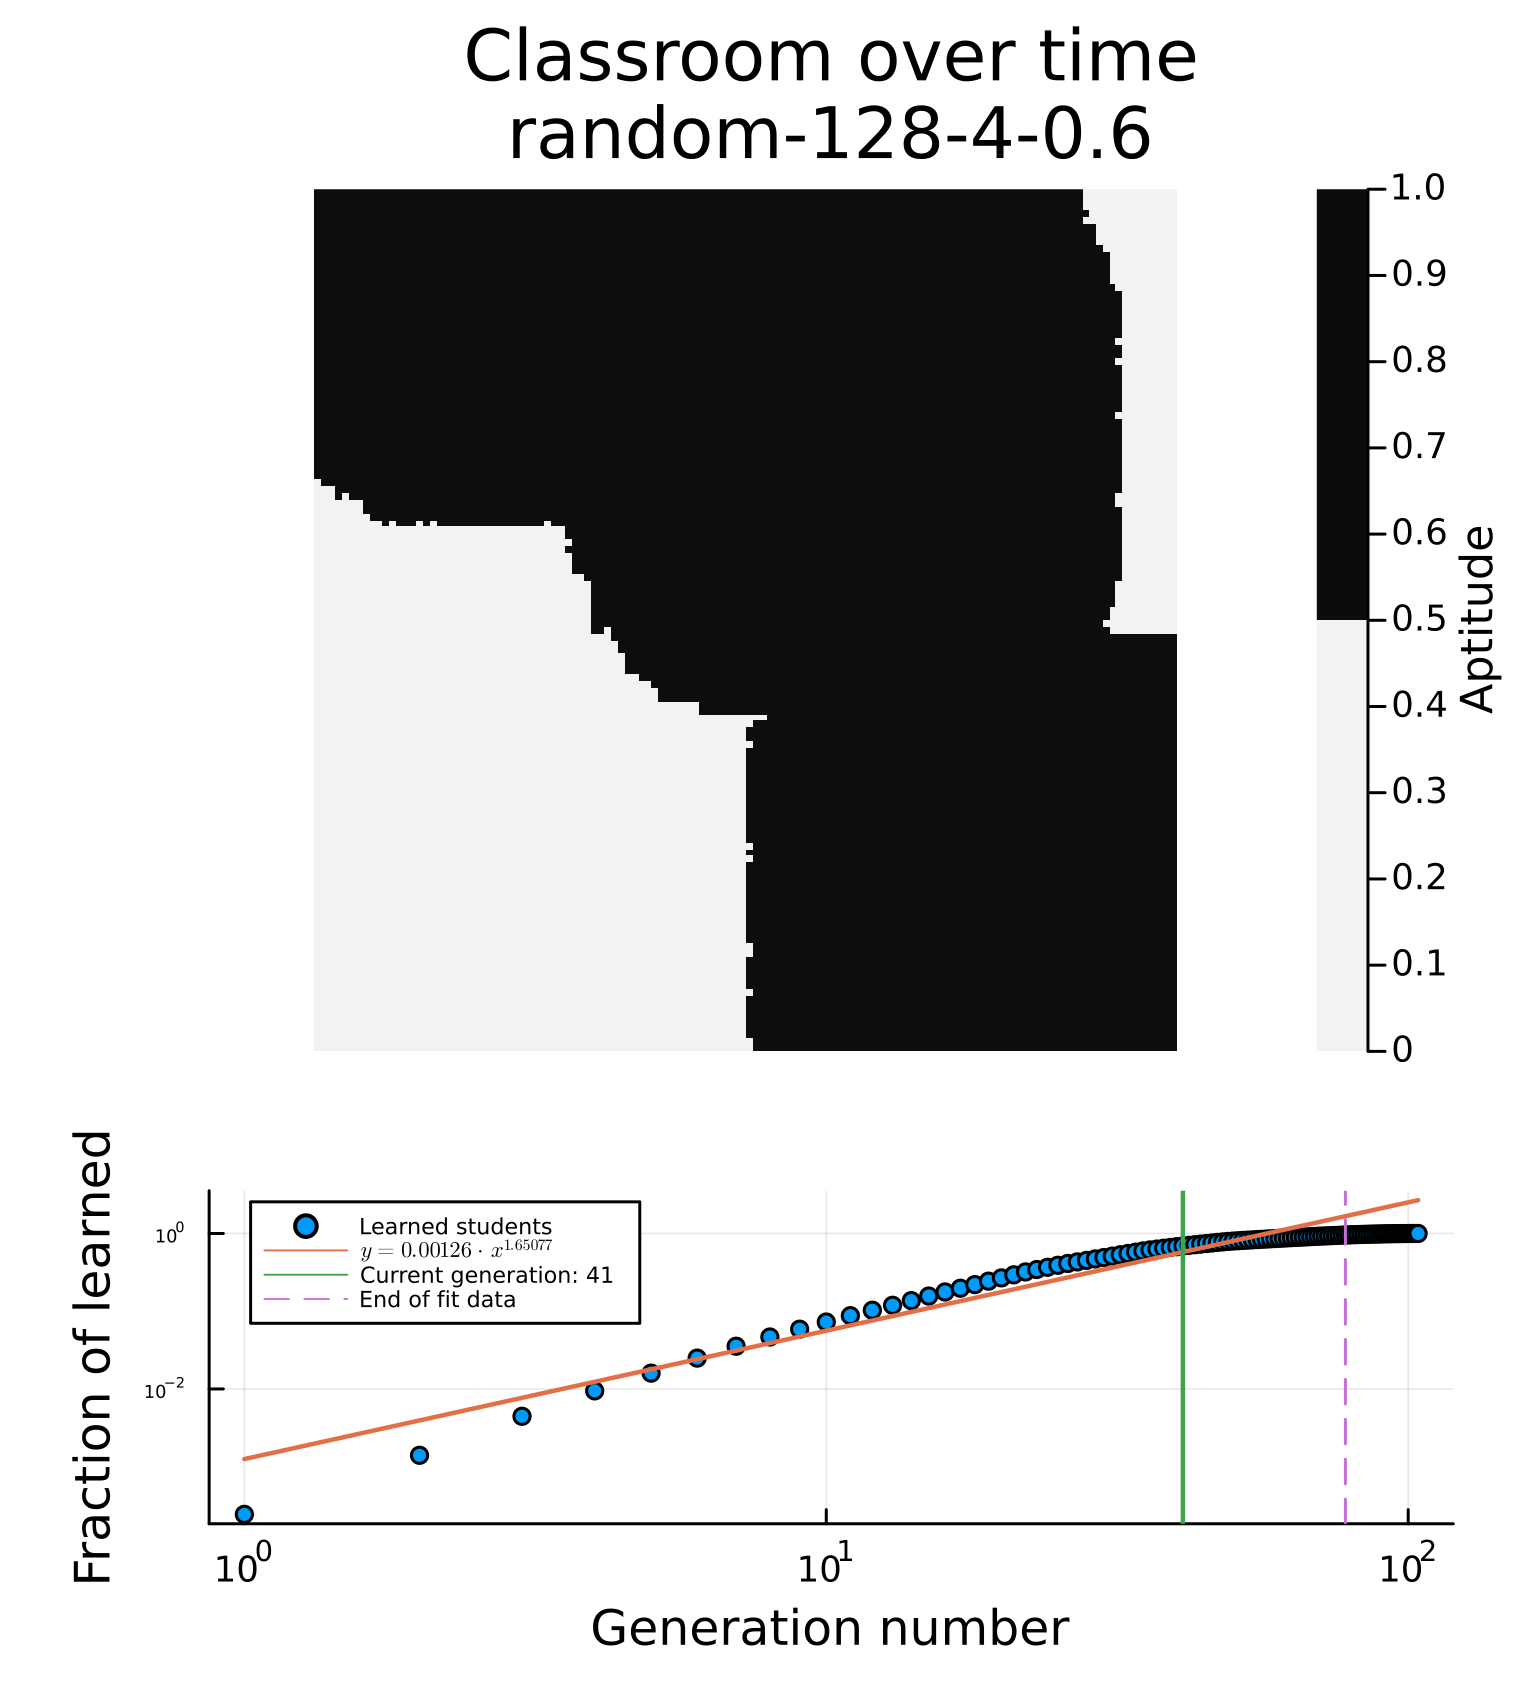 Classroom over time
random-128-4-0.6
1.0
0.9
0.8
0.7
0.6
0.5
0.4
0.3
0.2
0.1
0
Aptitude
Fraction of learned
10⁰
10⁻²
Learned students
y = 0.00126 · x^1.65077
Current generation: 41
End of fit data
10⁰
10¹
10²
Generation number